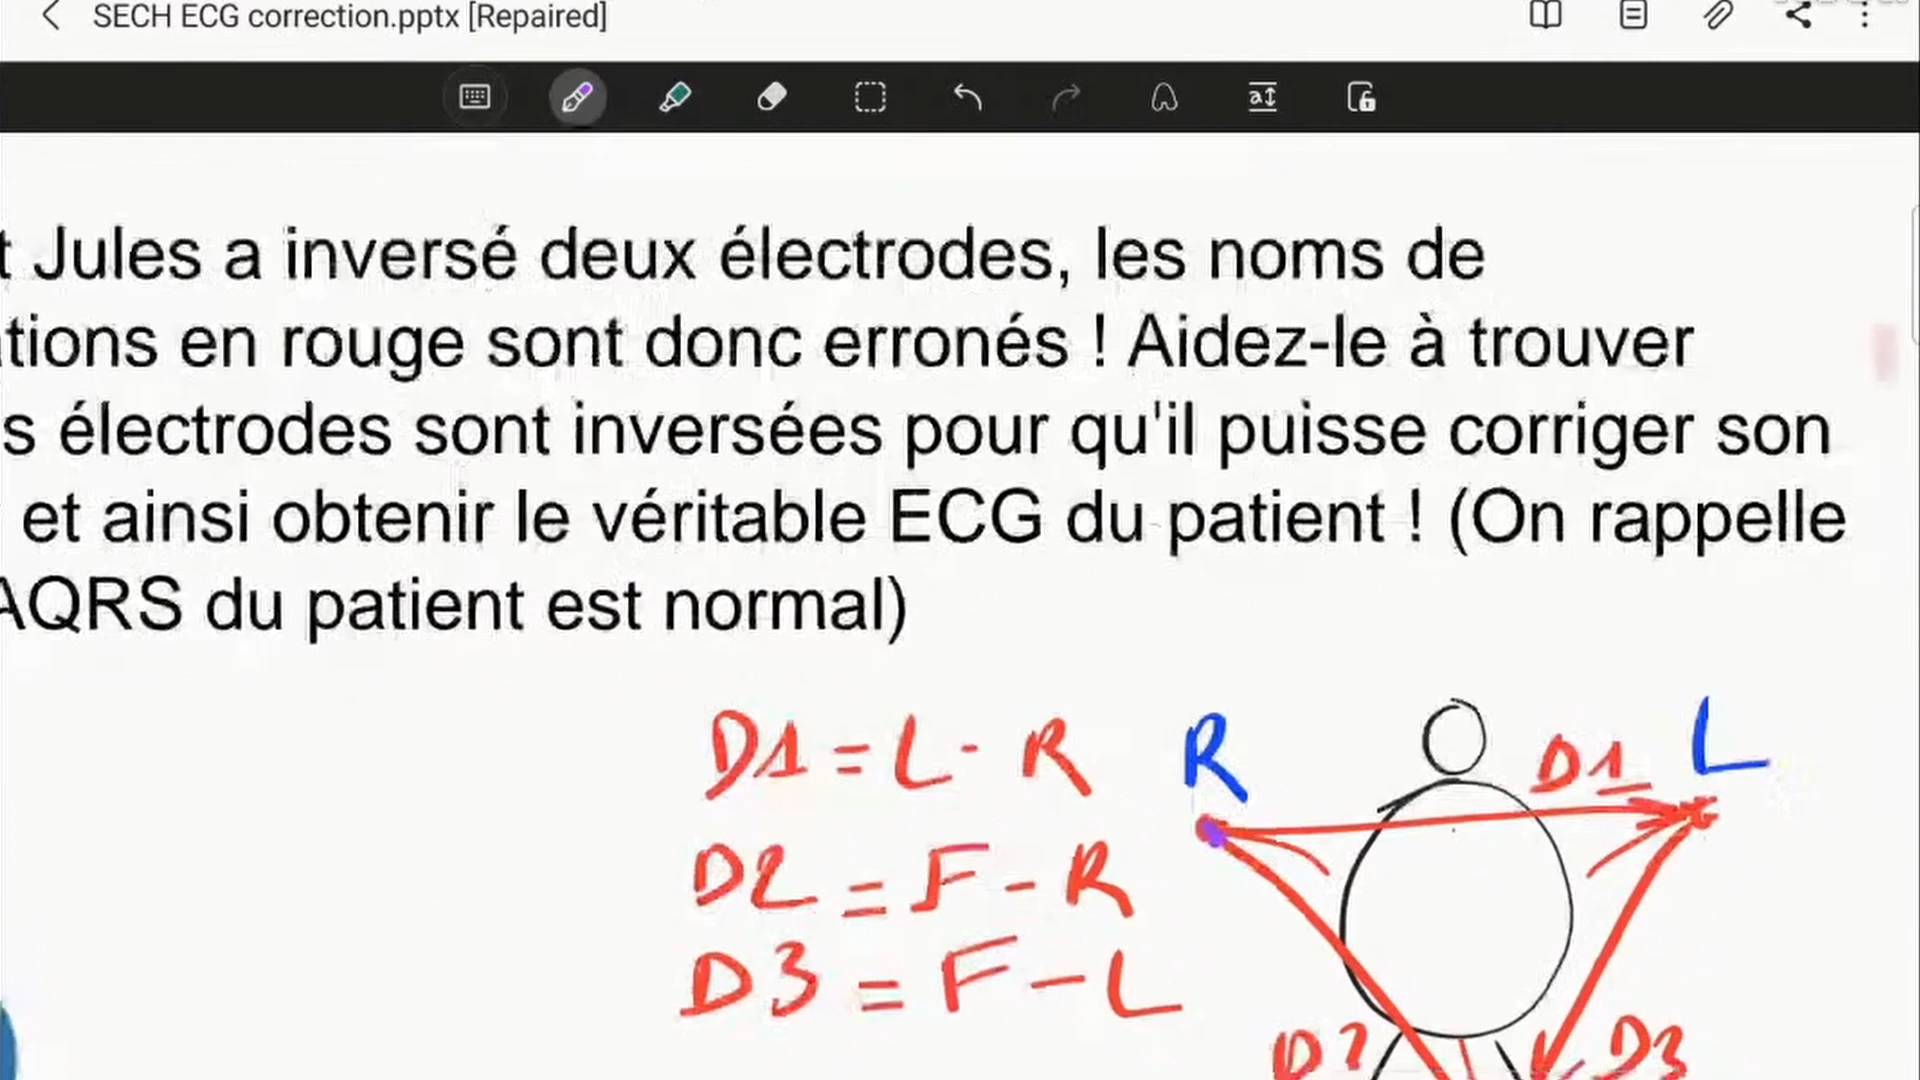 SECH ECG correction.pptx [Repaired]
t Jules a inversé deux électrodes, les noms de
ations en rouge sont donc erronés ! Aidez-le à trouver
s électrodes sont inversées pour qu'il puisse corriger son
et ainsi obtenir le véritable ECG du patient ! (On rappelle
AQRS du patient est normal)
D1 = L - R
R
D1
L
D2 = F - R
D3 = F - L
D2
D3